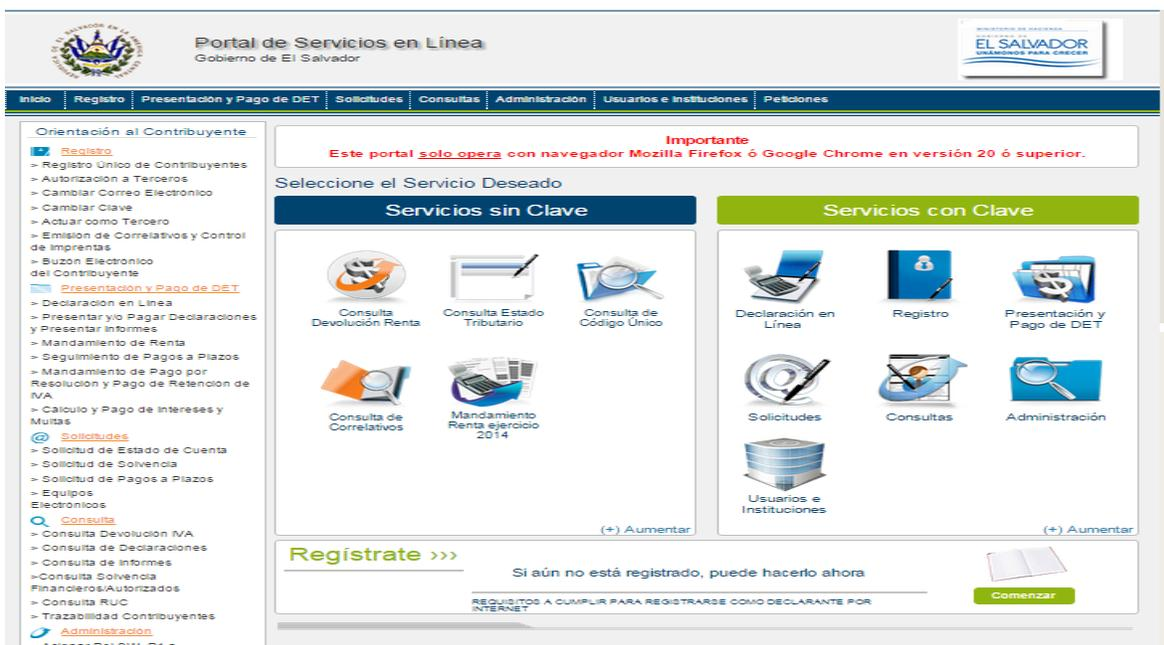 Portal de Servicios en Línea
Gobierno de El Salvador
MINISTERIO DE HACIENDA
GOBIERNO DE
EL SALVADOR
UNÁMONOS PARA CRECER
Inicio
Registro
Presentación y Pago de DET
Solicitudes
Consultas
Administración
Usuarios e Instituciones
Peticiones
Orientación al Contribuyente
Registro
> Registro Único de Contribuyentes
> Autorización a Terceros
> Cambiar Correo Electrónico
> Cambiar Clave
> Actuar como Tercero
> Emisión de Correlativos y Control
de Imprentas
> Buzón Electrónico
del Contribuyente
Presentación y Pago de DET
> Declaración en Línea
> Presentar y/o Pagar Declaraciones
y Presentar Informes
> Mandamiento de Renta
> Seguimiento de Pagos a Plazos
> Mandamiento de Pago por
Resolución y Pago de Retención de
IVA
> Cálculo y Pago de Intereses y
Multas
Solicitudes
> Solicitud de Estado de Cuenta
> Solicitud de Solvencia
> Solicitud de Pagos a Plazos
> Equipos
Electrónicos
Consulta
> Consulta Devolución IVA
> Consulta de Declaraciones
> Consulta de Informes
>Consulta Solvencia
Financieros/Autorizados
> Consulta RUC
> Trazabilidad Contribuyentes
Administración
Importante
Este portal solo opera con navegador Mozilla Firefox ó Google Chrome en versión 20 ó superior.
Seleccione el Servicio Deseado
Servicios sin Clave
Consulta
Devolución Renta
Consulta Estado
Tributario
Consulta de
Código Único
Consulta de
Correlativos
Mandamiento
Renta ejercicio
2014
(+) Aumentar
Servicios con Clave
Declaración en
Línea
Registro
Presentación y
Pago de DET
Solicitudes
Consultas
Administración
Usuarios e
Instituciones
(+) Aumentar
Regístrate >>>
Si aún no está registrado, puede hacerlo ahora
REQUISITOS A CUMPLIR PARA REGISTRARSE COMO DECLARANTE POR
INTERNET
Comenzar